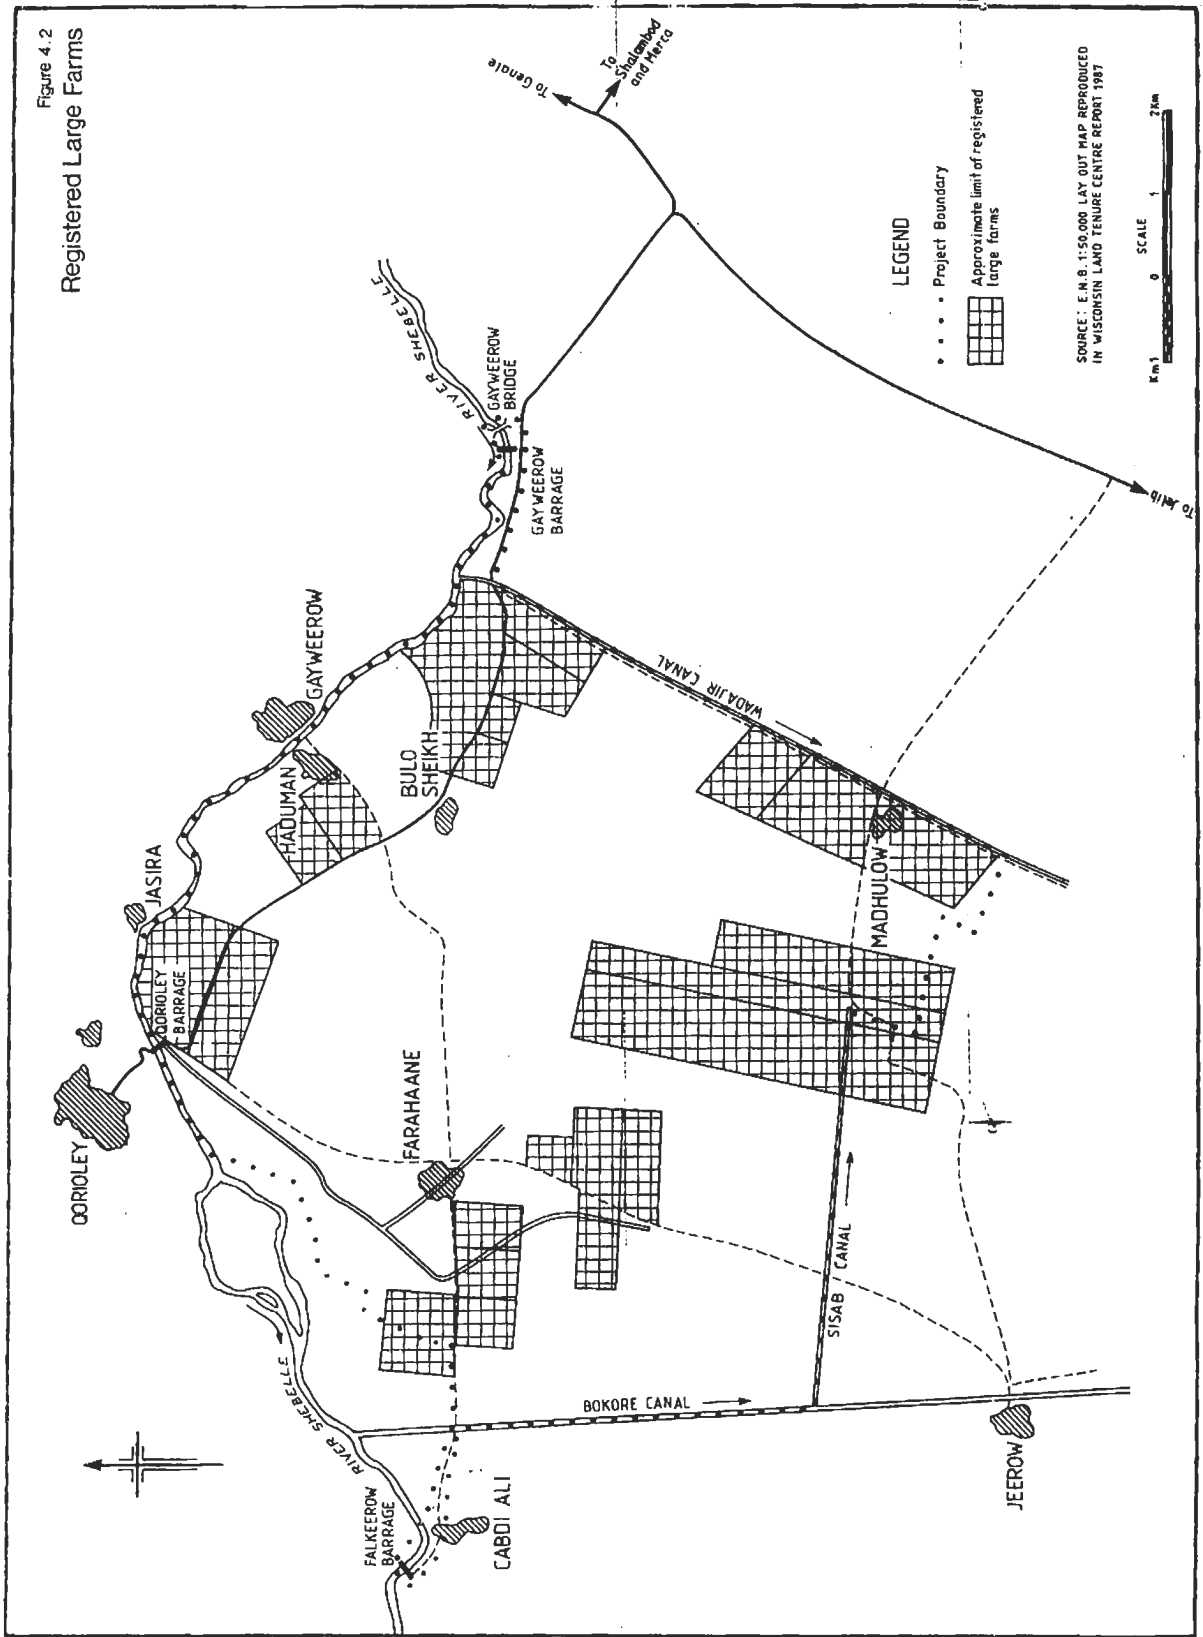 Figure 4.2
Registered Large Farms
To Genale
To
Shalambod
and Merca
RIVER SHEBELLE
GAYWEEROW
BRIDGE
GAYWEEROW
BARRAGE
GAYWEEROW
HADUMAN
BULO
SHEIKH
JASIRA
QORIOLEY
BARRAGE
QORIOLEY
FARAHAANE
WADAJIR CANAL
MADHULOW
To Jelib
SISAB CANAL
BOKORE CANAL
RIVER SHEBELLE
FALKEEROW
BARRAGE
CABDI ALI
JEEROW
LEGEND
Project Boundary
Approximate limit of registered
large farms
SOURCE: E.N.B. 1:50,000 LAY OUT MAP REPRODUCED
IN WISCONSIN LAND TENURE CENTRE REPORT 1987
SCALE
Km1 0 1 2Km